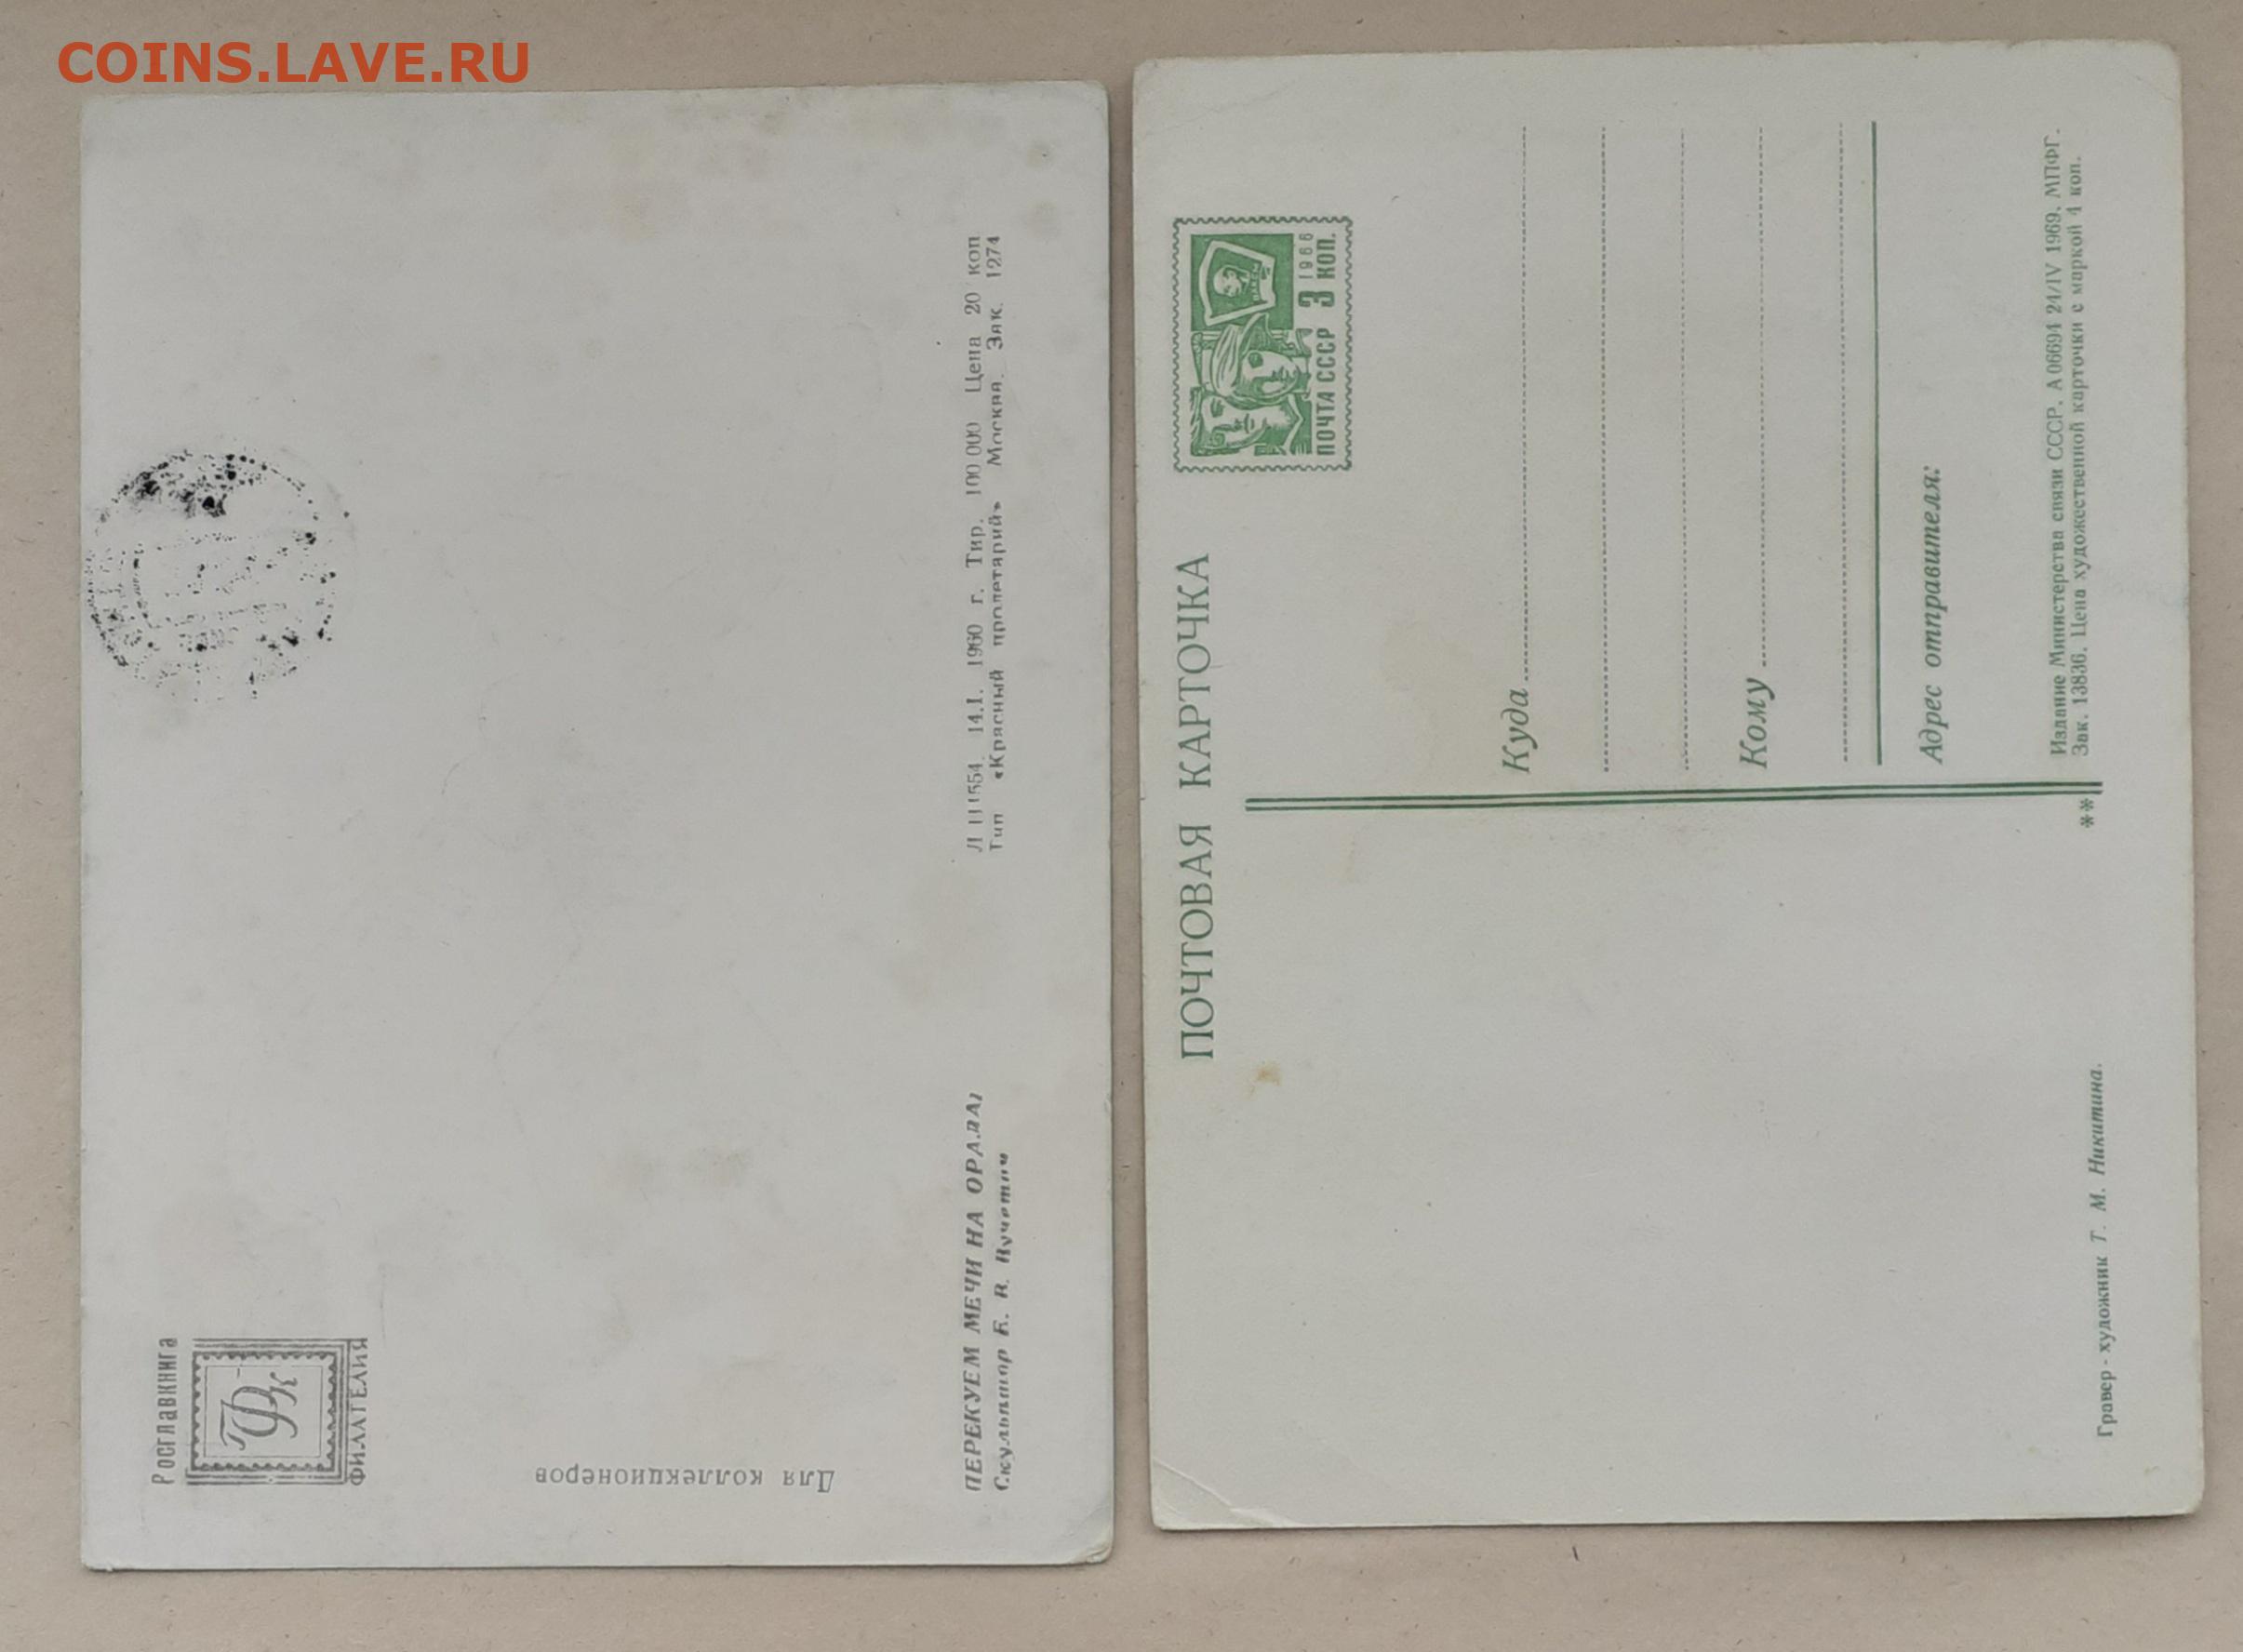 COINS.LAVE.RU
Росглавкнига
ФК
ФИЛАТЕЛИЯ
Для коллекционеров
ПЕРЕКУЕМ МЕЧИ НА ОРАЛА!
Скульптор Е. В. Вучетич
Л 111554. 14.I. 1960 г. Тир. 100 000 Цена 20 коп
Тип «Красный пролетарий» Москва. Зак. 1274
ПОЧТОВАЯ КАРТОЧКА
1966
ПОЧТА СССР 3 КОП.
Куда
Кому
Адрес отправителя:
Издание Министерства связи СССР. А 06694 24/IV 1969. МПФГ.
Зак. 13836. Цена художественной карточки с маркой 4 коп.
**
Гравер - художник Т. М. Никитина.